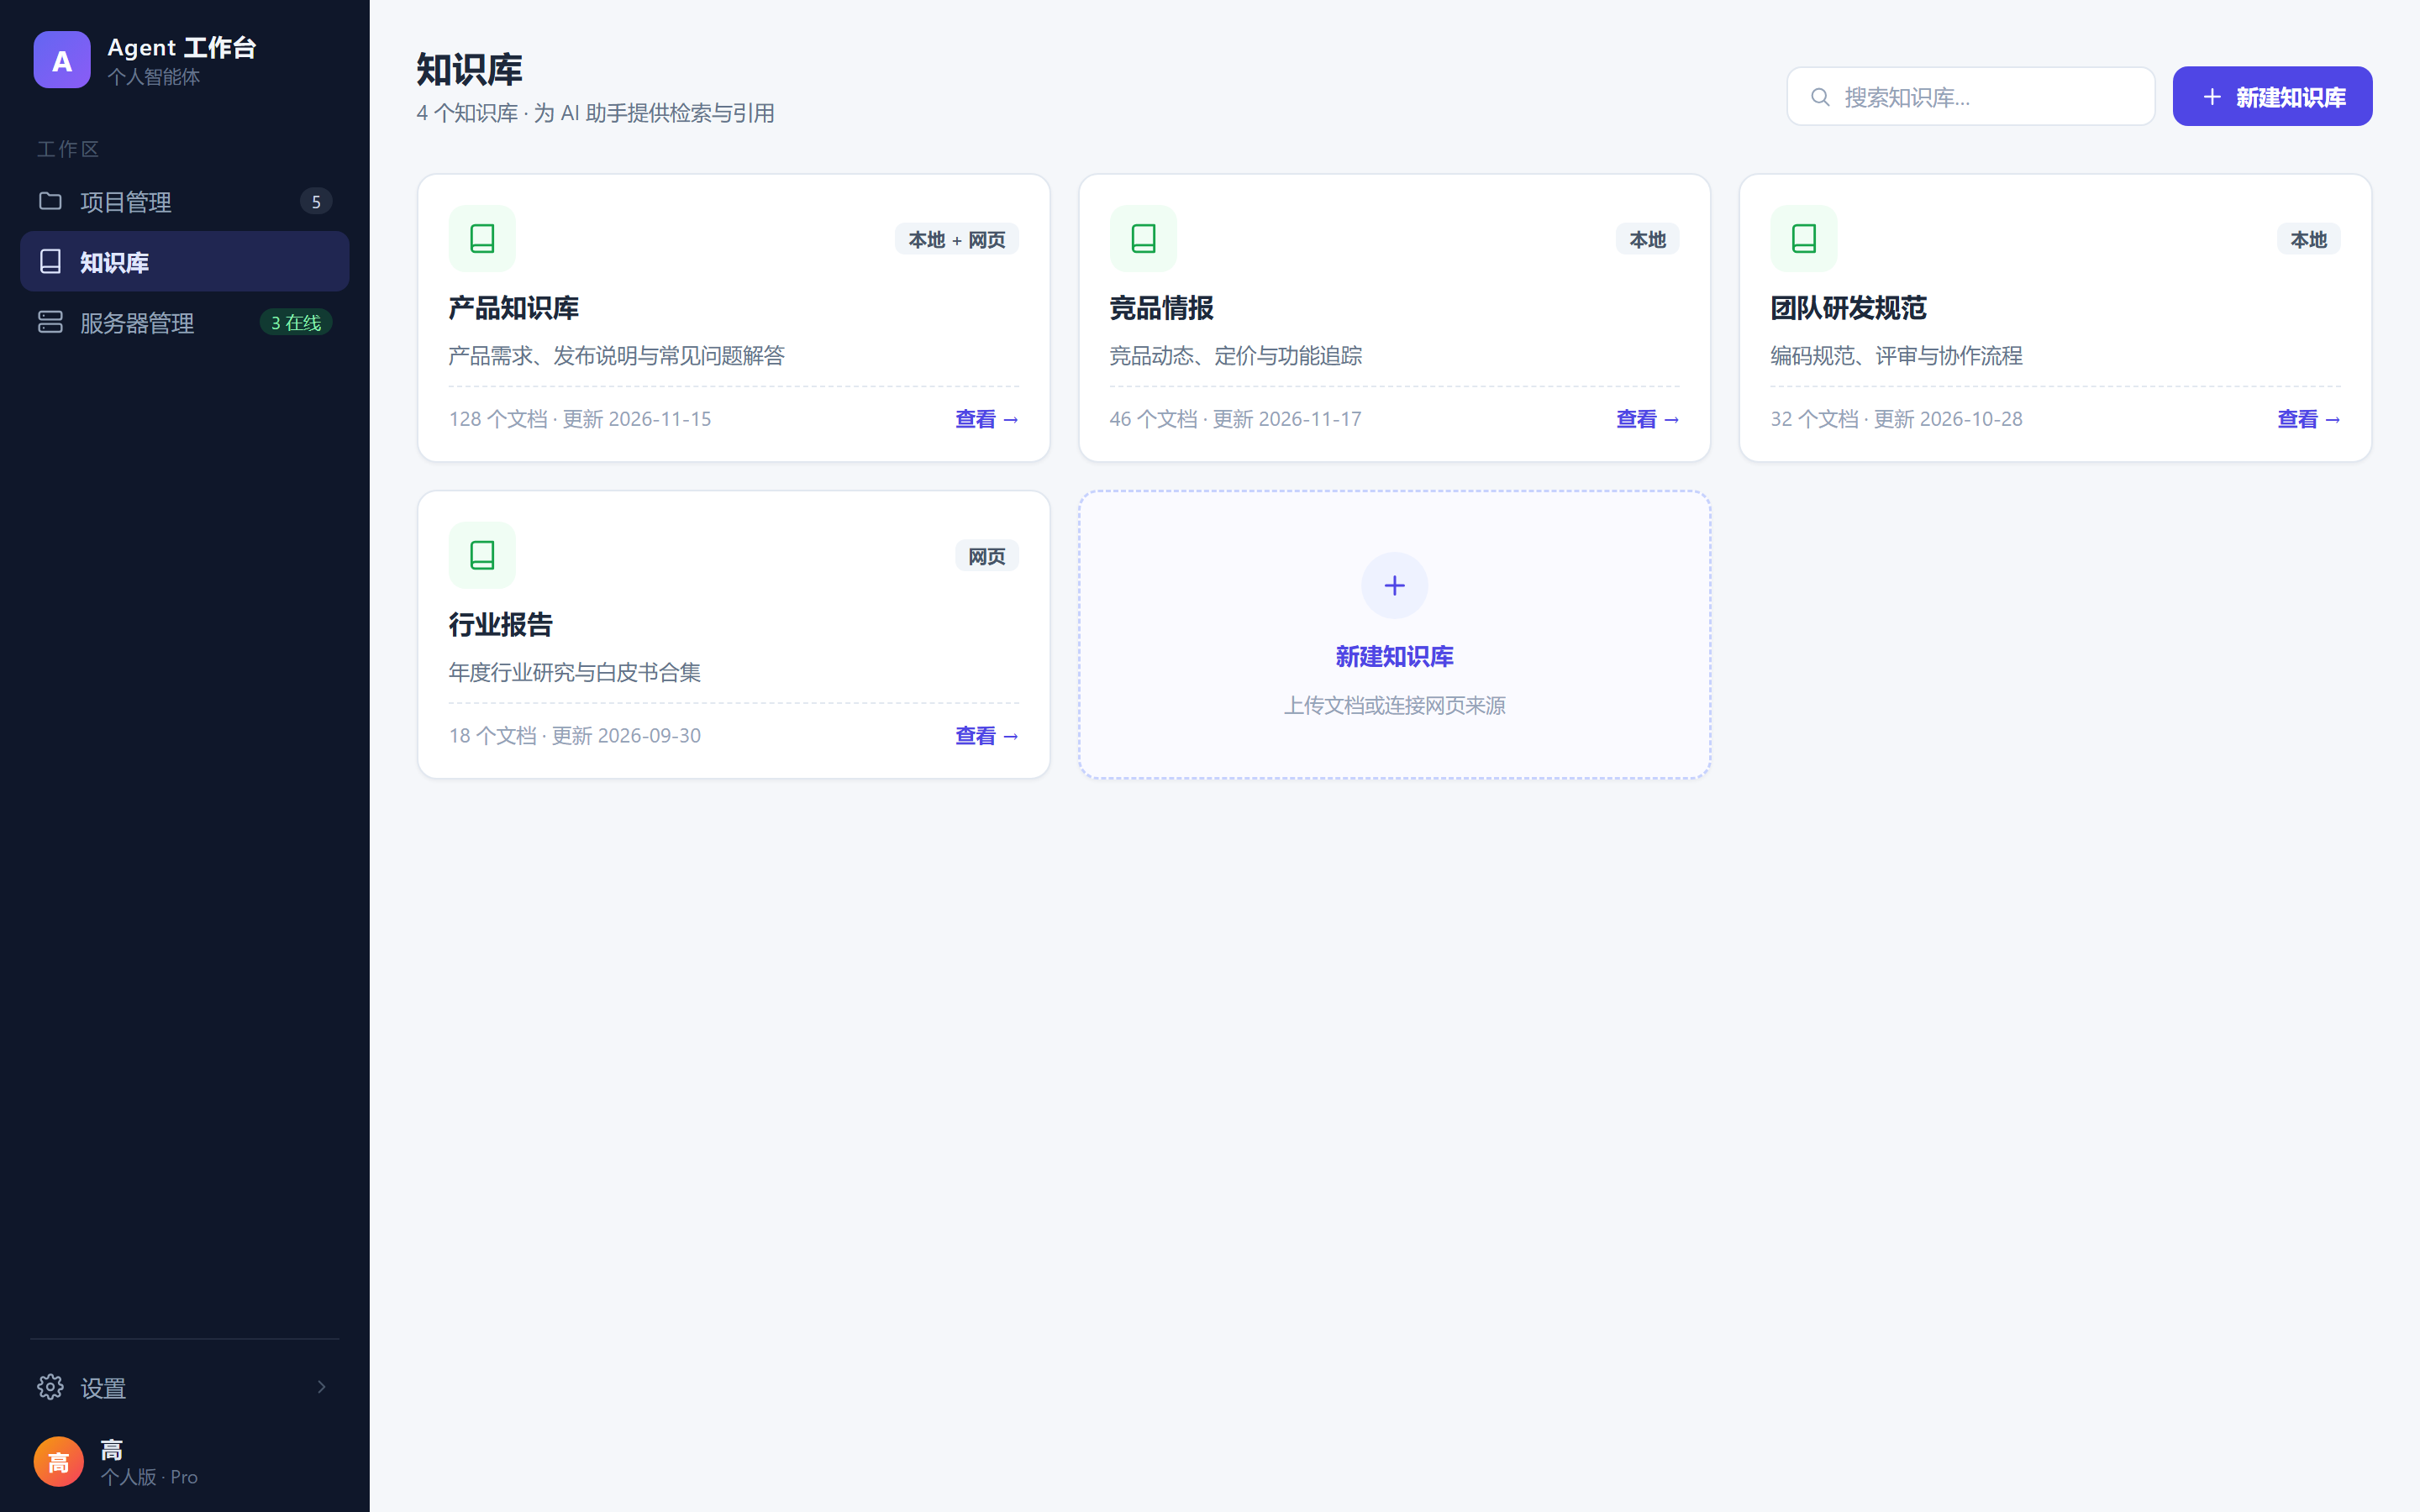 A
Agent 工作台
个人智能体
工作区
项目管理
5
知识库
服务器管理
3 在线
设置
高
高
个人版 · Pro
知识库
4 个知识库 · 为 AI 助手提供检索与引用
搜索知识库...
新建知识库
本地 + 网页
产品知识库
产品需求、发布说明与常见问题解答
128 个文档 · 更新 2026-11-15
查看 →
本地
竞品情报
竞品动态、定价与功能追踪
46 个文档 · 更新 2026-11-17
查看 →
本地
团队研发规范
编码规范、评审与协作流程
32 个文档 · 更新 2026-10-28
查看 →
网页
行业报告
年度行业研究与白皮书合集
18 个文档 · 更新 2026-09-30
查看 →
新建知识库
上传文档或连接网页来源